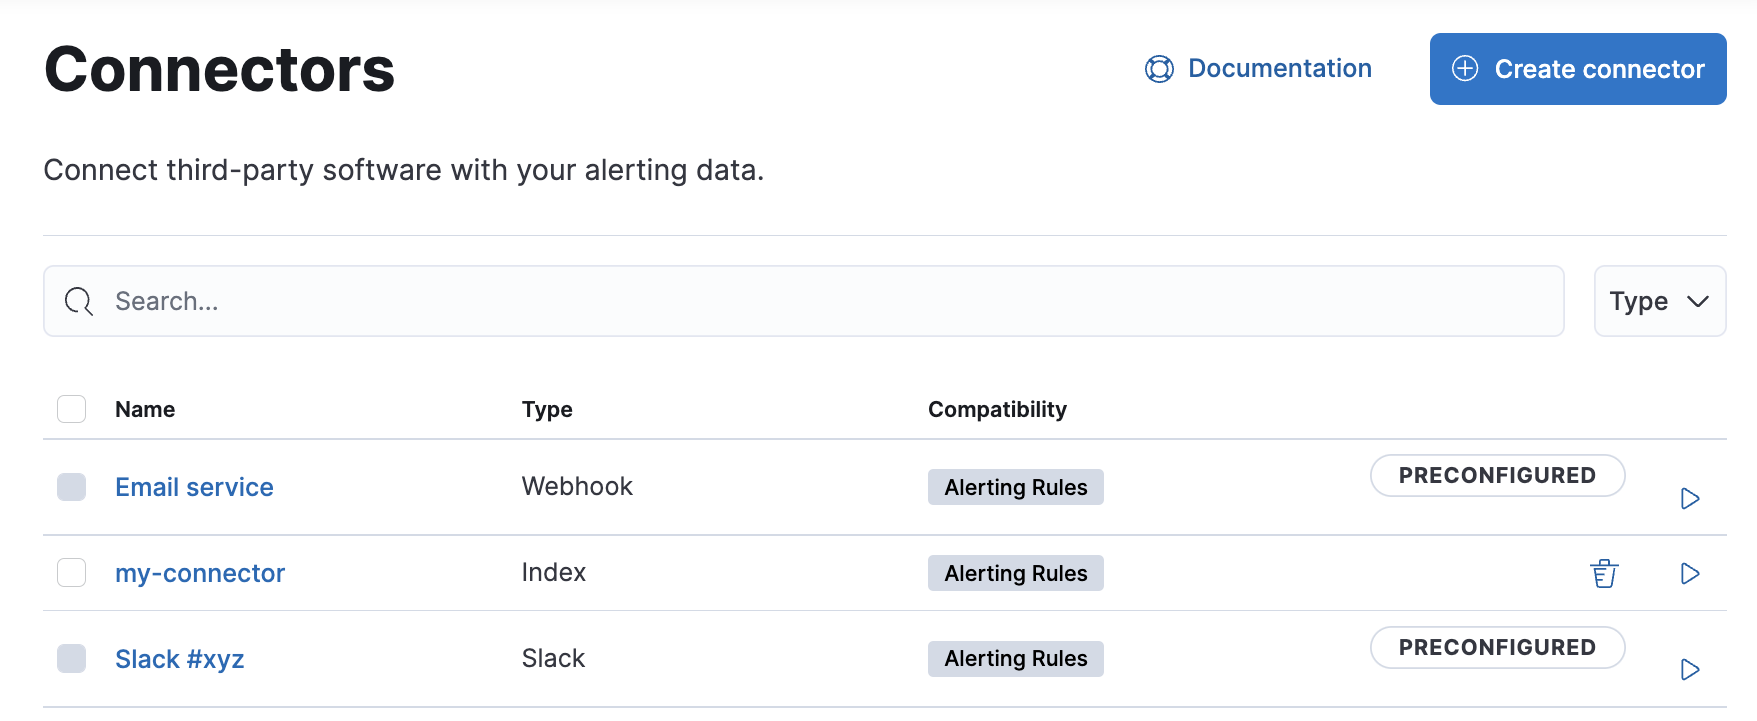 Connectors
Documentation
Create connector
Connect third-party software with your alerting data.
Search...
Type
Name Type Compatibility
Email service Webhook Alerting Rules PRECONFIGURED
my-connector Index Alerting Rules
Slack #xyz Slack Alerting Rules PRECONFIGURED